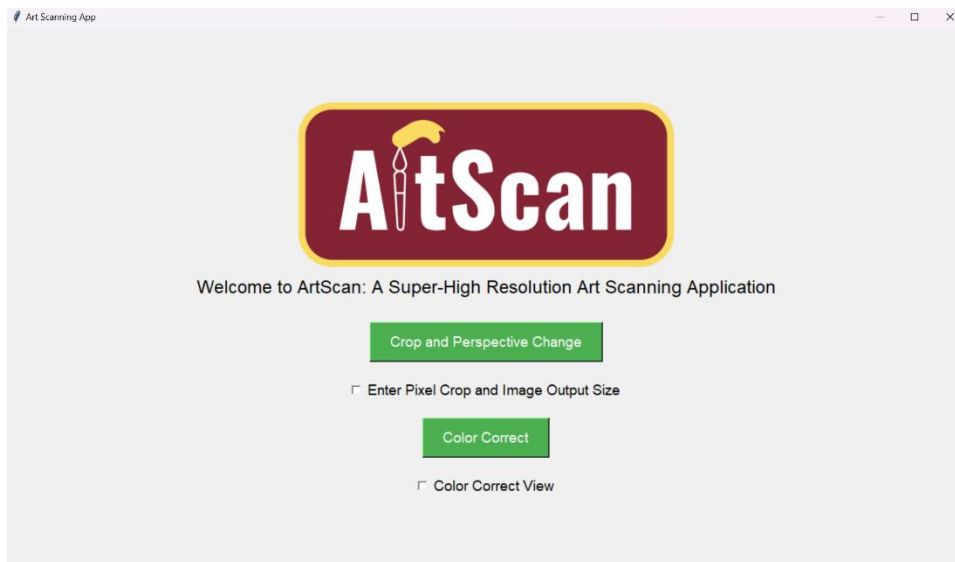 Art Scanning App
ArtScan
Welcome to ArtScan: A Super-High Resolution Art Scanning Application
Crop and Perspective Change
Enter Pixel Crop and Image Output Size
Color Correct
Color Correct View